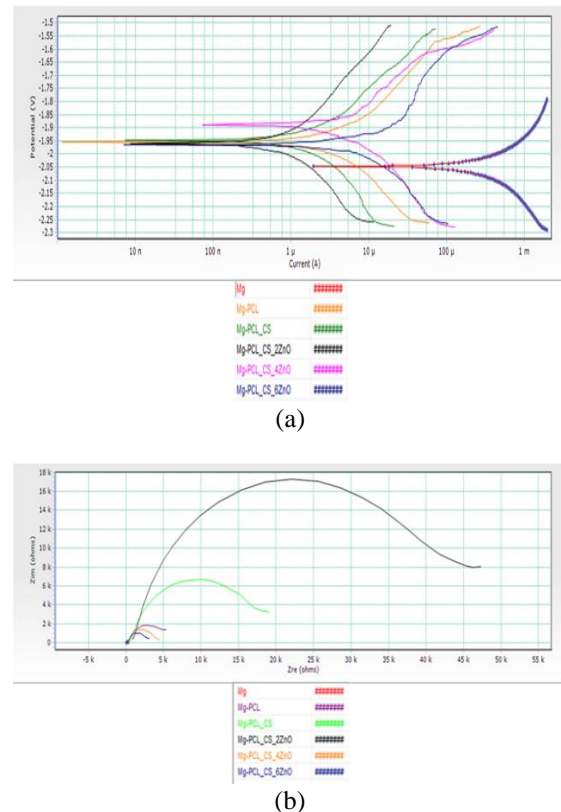 -1.5
-1.55
-1.6
-1.65
-1.7
-1.75
-1.8
-1.85
-1.9
-1.95
-2
-2.05
-2.1
-2.15
-2.2
-2.25
-2.3
Potential (V)
10 n 100 n 1 µ 10 µ 100 µ 1 m
Current (A)
Mg #######
Mg-PCL #######
Mg-PCL_CS #######
Mg-PCL_CS_2ZnO #######
Mg-PCL_CS_4ZnO #######
Mg-PCL_CS_6ZnO #######
(a)
18 k
16 k
14 k
12 k
10 k
8 k
6 k
4 k
2 k
0
Zim (ohms)
-5 k 0 5 k 10 k 15 k 20 k 25 k 30 k 35 k 40 k 45 k 50 k 55 k
Zre (ohms)
Mg #######
Mg-PCL #######
Mg-PCL_CS #######
Mg-PCL_CS_2ZnO #######
Mg-PCL_CS_4ZnO #######
Mg-PCL_CS_6ZnO #######
(b)